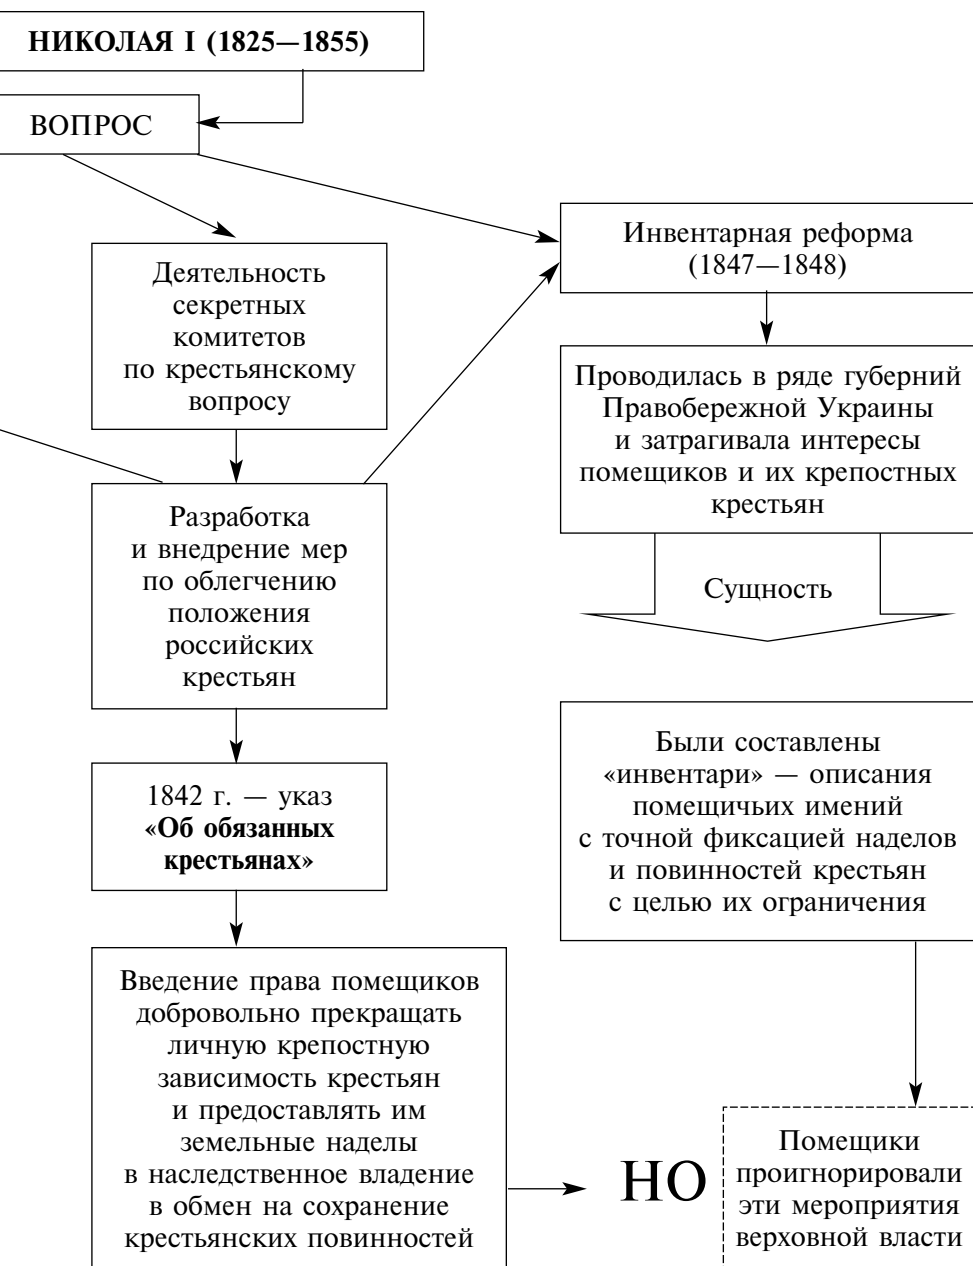 НИКОЛАЯ I (1825—1855)
ВОПРОС
Деятельность
секретных
комитетов
по крестьянскому
вопросу
Разработка
и внедрение мер
по облегчению
положения
российских
крестьян
1842 г. — указ
«Об обязанных
крестьянах»
Введение права помещиков
добровольно прекращать
личную крепостную
зависимость крестьян
и предоставлять им
земельные наделы
в наследственное владение
в обмен на сохранение
крестьянских повинностей
Инвентарная реформа
(1847—1848)
Проводилась в ряде губерний
Правобережной Украины
и затрагивала интересы
помещиков и их крепостных
крестьян
Сущность
Были составлены
«инвентари» — описания
помещичьих имений
с точной фиксацией наделов
и повинностей крестьян
с целью их ограничения
НО
Помещики
проигнорировали
эти мероприятия
верховной власти